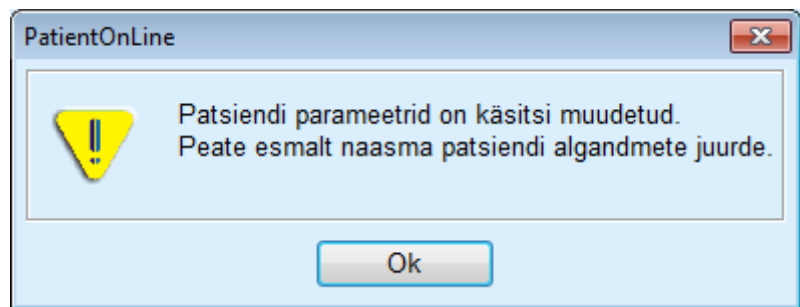 PatientOnLine
Patsiendi parameetrid on käsitsi muudetud.
Peate esmalt naasma patsiendi algandmete juurde.
Ok